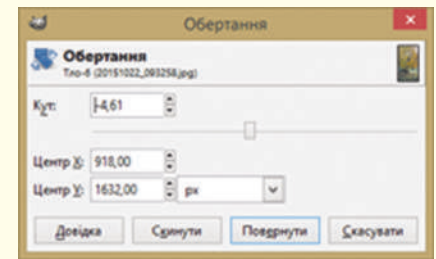 Обертання
Обертання
Тло-6 (20151022_093258.jpg)
Кут: -4,61
Центр X: 918,00
Центр Y: 1632,00 px
Довідка Скинути Повернути Скасувати